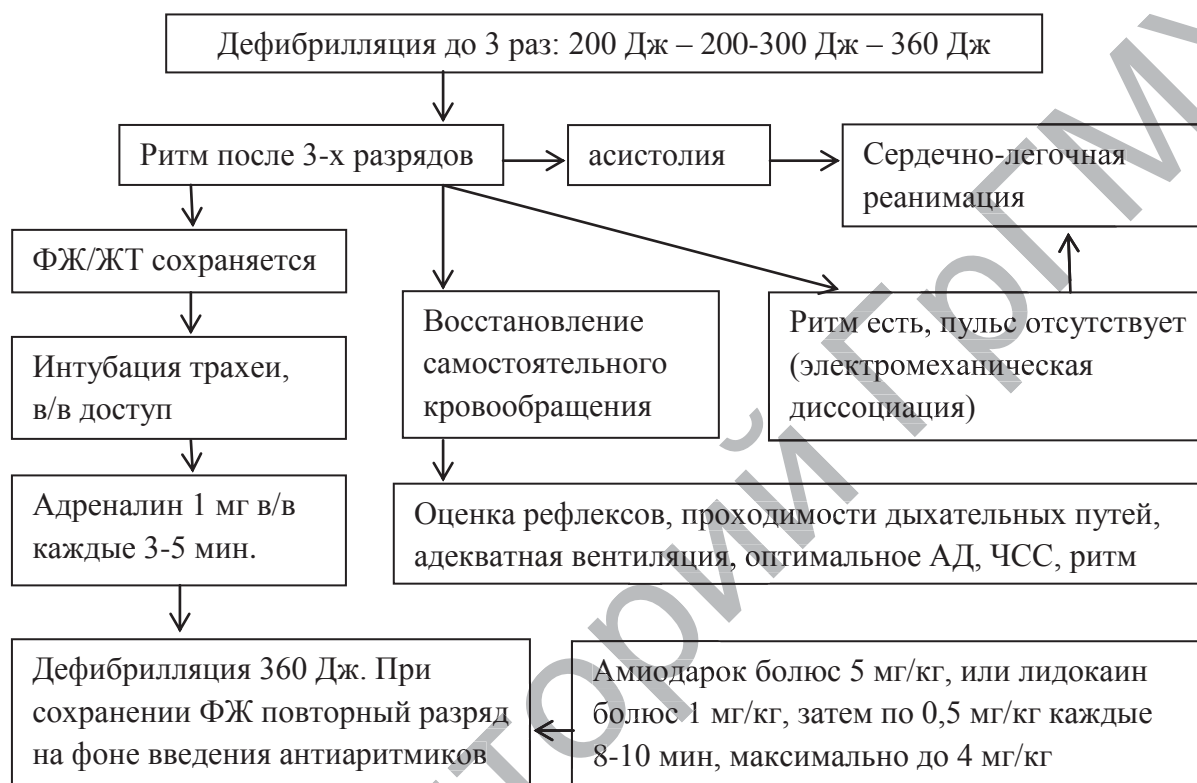 Дефибрилляция до 3 раз: 200 Дж – 200-300 Дж – 360 Дж
Ритм после 3-х разрядов
асистолия
Сердечно-легочная
реанимация
ФЖ/ЖТ сохраняется
Восстановление
самостоятельного
кровообращения
Ритм есть, пульс отсутствует
(электромеханическая
диссоциация)
Интубация трахеи,
в/в доступ
Адреналин 1 мг в/в
каждые 3-5 мин.
Оценка рефлексов, проходимости дыхательных путей,
адекватная вентиляция, оптимальное АД, ЧСС, ритм
Дефибрилляция 360 Дж. При
сохранении ФЖ повторный разряд
на фоне введения антиаритмиков
Амиодарок болюс 5 мг/кг, или лидокаин
болюс 1 мг/кг, затем по 0,5 мг/кг каждые
8-10 мин, максимально до 4 мг/кг
торий ГрГМУ